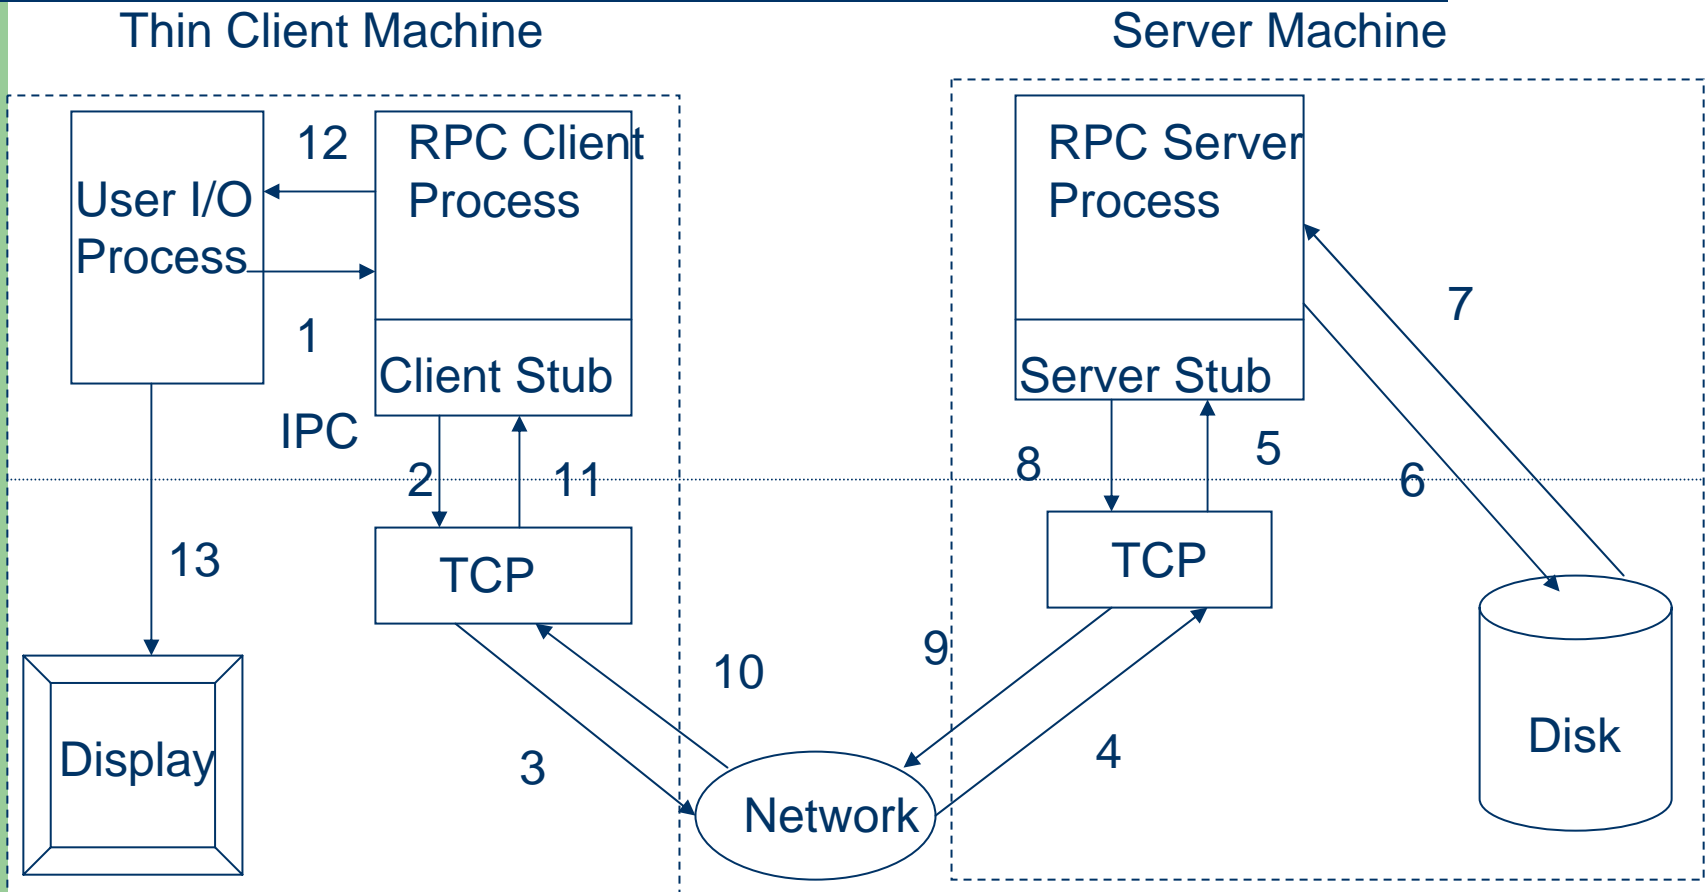 Thin Client Machine
Server Machine
12
RPC Client
Process
User I/O
Process
1
Client Stub
IPC
2
11
13
TCP
Display
3
10
Network
RPC Server
Process
7
Server Stub
8
5
6
TCP
9
4
Disk